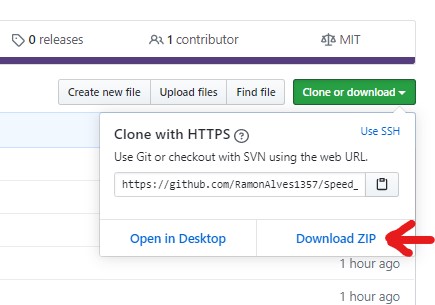 0 releases 1 contributor MIT
Create new file Upload files Find file Clone or download
Clone with HTTPS ? Use SSH
Use Git or checkout with SVN using the web URL.
https://github.com/RamonAlves1357/Speed_
Open in Desktop Download ZIP
1 hour ago
1 hour ago